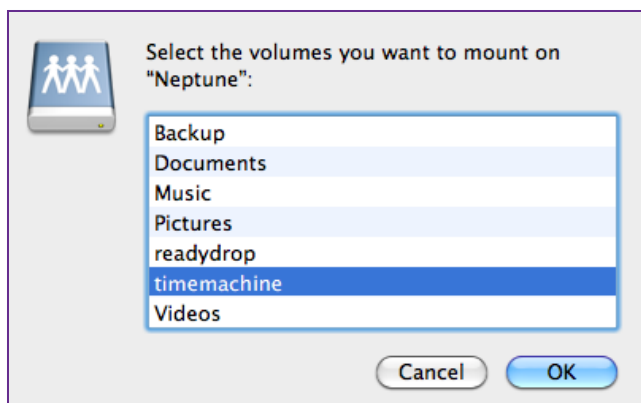 Select the volumes you want to mount on
“Neptune”:
Backup
Documents
Music
Pictures
readydrop
timemachine
Videos
Cancel
OK